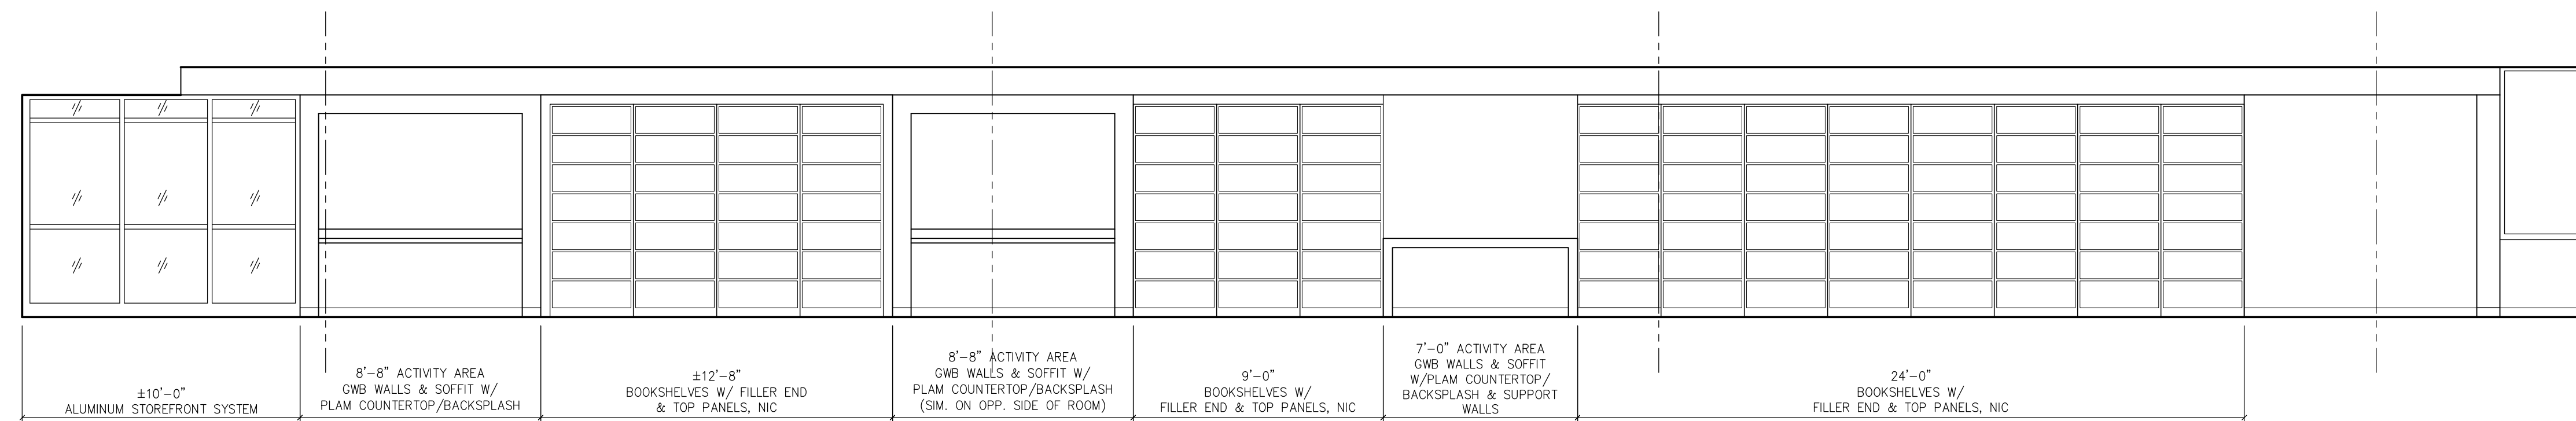 ±10'-0"
ALUMINUM STOREFRONT SYSTEM
8'-8" ACTIVITY AREA
GWB WALLS & SOFFIT W/
PLAM COUNTERTOP/BACKSPLASH
±12'-8"
BOOKSHELVES W/ FILLER END
& TOP PANELS, NIC
8'-8" ACTIVITY AREA
GWB WALLS & SOFFIT W/
PLAM COUNTERTOP/BACKSPLASH
(SIM. ON OPP. SIDE OF ROOM)
9'-0"
BOOKSHELVES W/
FILLER END & TOP PANELS, NIC
7'-0" ACTIVITY AREA
GWB WALLS & SOFFIT
W/PLAM COUNTERTOP/
BACKSPLASH & SUPPORT
WALLS
24'-0"
BOOKSHELVES W/
FILLER END & TOP PANELS, NIC